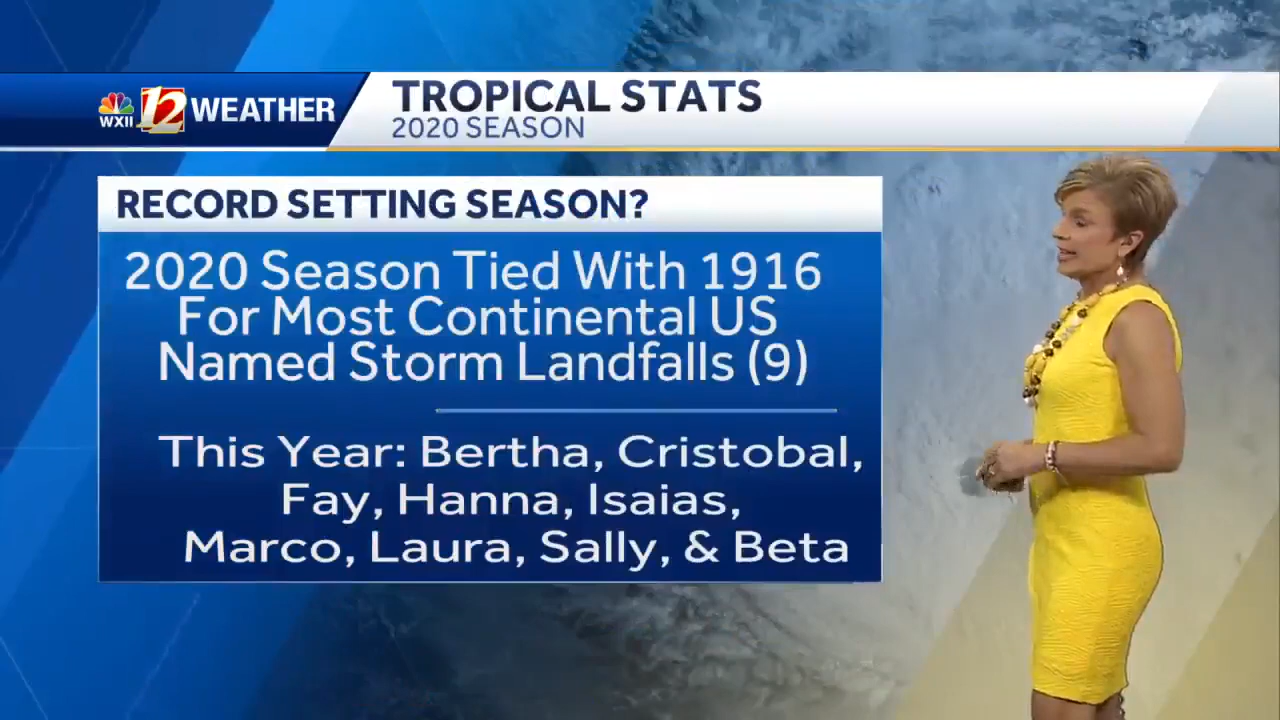 WXII 12 WEATHER
TROPICAL STATS
2020 SEASON
RECORD SETTING SEASON?
2020 Season Tied With 1916
For Most Continental US
Named Storm Landfalls (9)
This Year: Bertha, Cristobal,
Fay, Hanna, Isaias,
Marco, Laura, Sally, & Beta